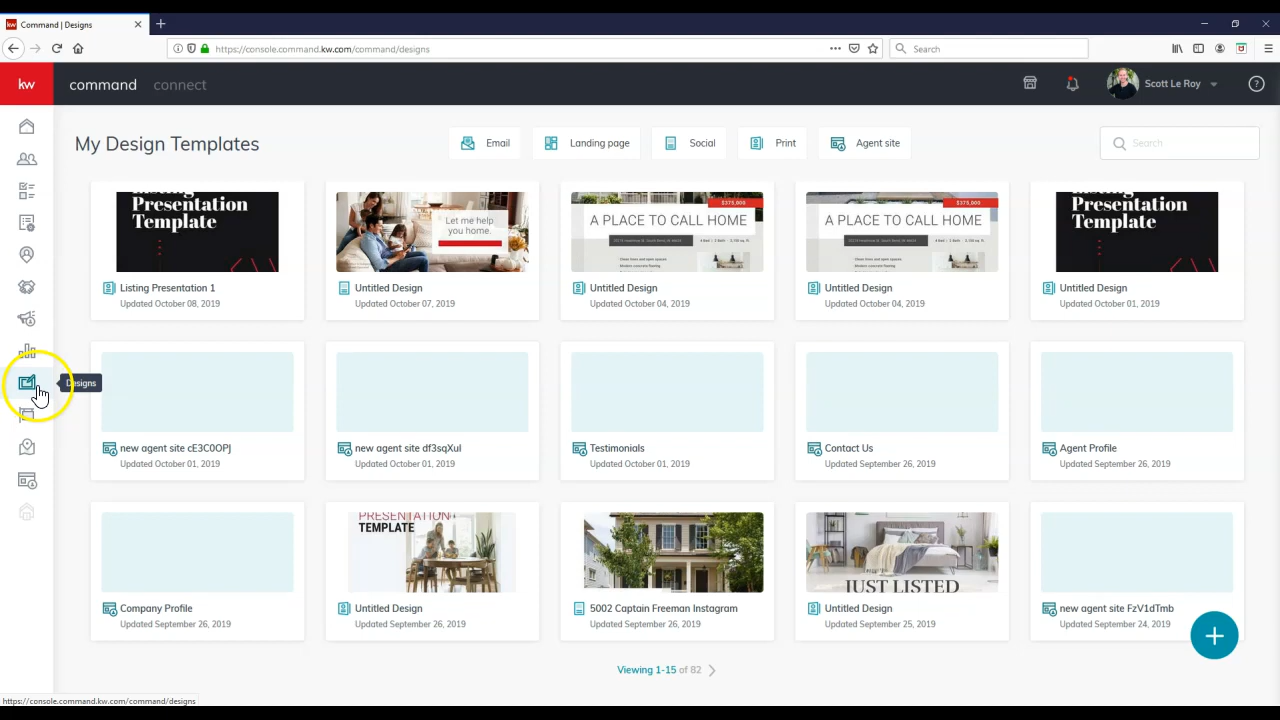 kw Command | Designs
https://console.command.kw.com/command/designs
Search
kw
command
connect
Scott Le Roy
My Design Templates
Email
Landing page
Social
Print
Agent site
Search
Listing
Presentation
Template
Listing Presentation 1
Updated October 08, 2019
Let me help
you home.
Untitled Design
Updated October 07, 2019
$375,000
A PLACE TO CALL HOME
Untitled Design
Updated October 04, 2019
$375,000
A PLACE TO CALL HOME
Untitled Design
Updated October 04, 2019
Listing
Presentation
Template
Untitled Design
Updated October 01, 2019
Designs
new agent site cE3C0OPJ
Updated October 01, 2019
new agent site df3sqXul
Updated October 01, 2019
Testimonials
Updated October 01, 2019
Contact Us
Updated September 26, 2019
Agent Profile
Updated September 26, 2019
Company Profile
Updated September 26, 2019
PRESENTATION
TEMPLATE
Untitled Design
Updated September 26, 2019
5002 Captain Freeman Instagram
Updated September 26, 2019
JUST LISTED
Untitled Design
Updated September 25, 2019
new agent site FzV1dTmb
Updated September 24, 2019
Viewing 1-15 of 82
https://console.command.kw.com/command/designs